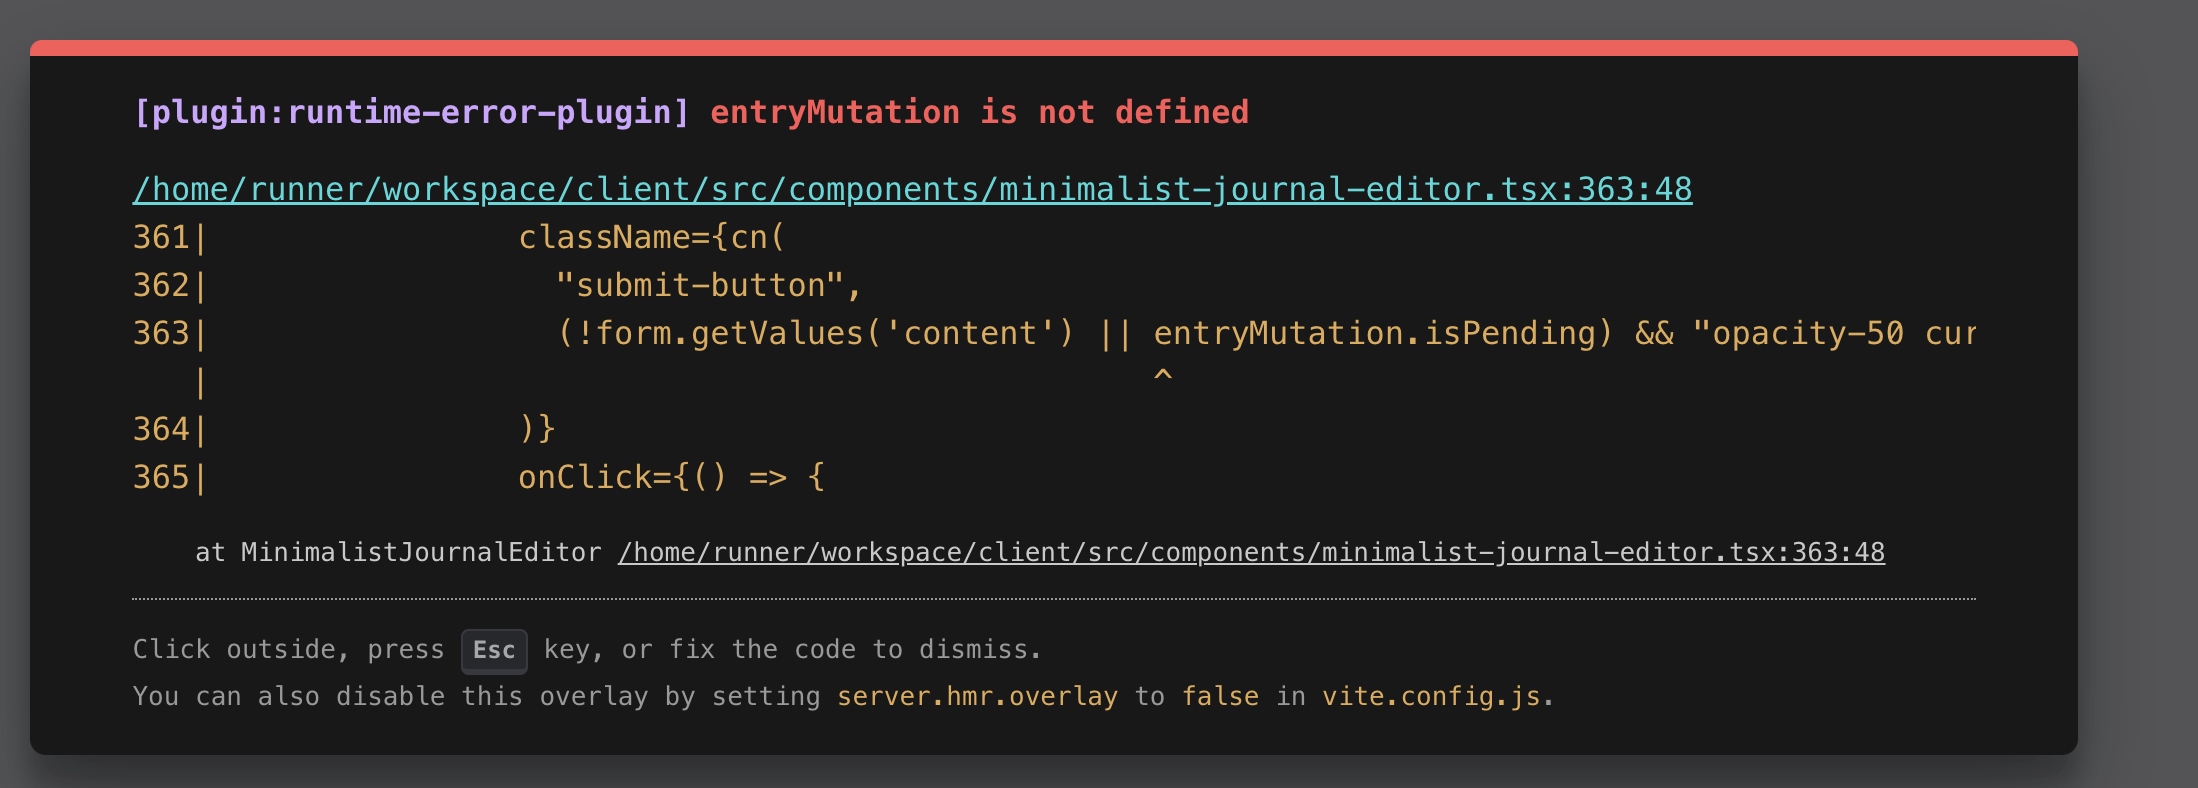 [plugin:runtime-error-plugin] entryMutation is not defined
/home/runner/workspace/client/src/components/minimalist-journal-editor.tsx:363:48
361|                className={cn(
362|                  "submit-button",
363|                  (!form.getValues('content') || entryMutation.isPending) && "opacity-50 cur
   |                                                 ^
364|                )}
365|                onClick={() => {
at MinimalistJournalEditor /home/runner/workspace/client/src/components/minimalist-journal-editor.tsx:363:48
Click outside, press Esc key, or fix the code to dismiss.
You can also disable this overlay by setting server.hmr.overlay to false in vite.config.js.